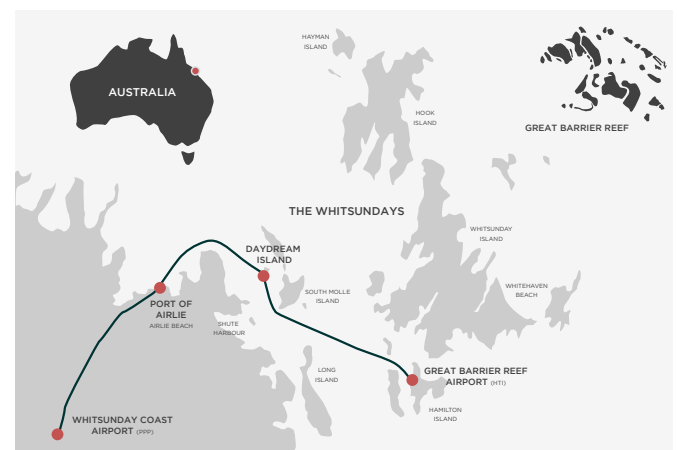 HAYMAN
ISLAND
AUSTRALIA
HOOK
ISLAND
GREAT BARRIER REEF
THE WHITSUNDAYS
WHITSUNDAY
ISLAND
DAYDREAM
ISLAND
WHITEHAVEN
BEACH
SOUTH MOLLE
ISLAND
PORT OF
AIRLIE
AIRLIE BEACH
SHUTE
HARBOUR
LONG
ISLAND
GREAT BARRIER REEF
AIRPORT (HTI)
HAMILTON
ISLAND
WHITSUNDAY COAST
AIRPORT (PPP)